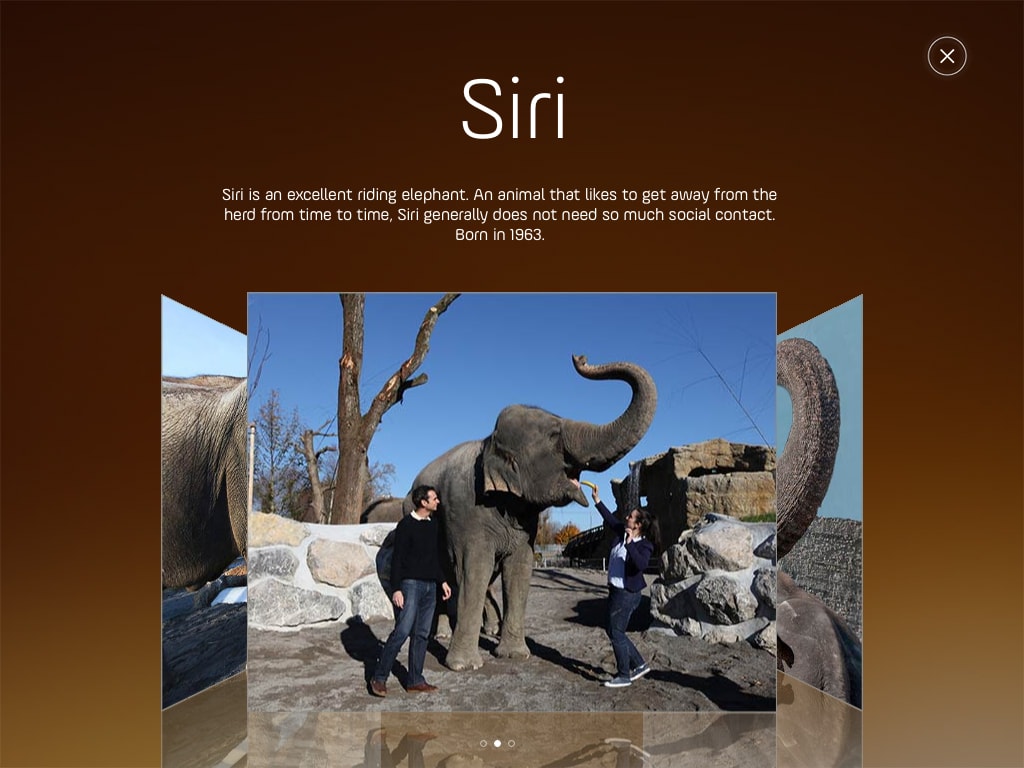 Siri
Siri is an excellent riding elephant. An animal that likes to get away from the
herd from time to time, Siri generally does not need so much social contact.
Born in 1963.